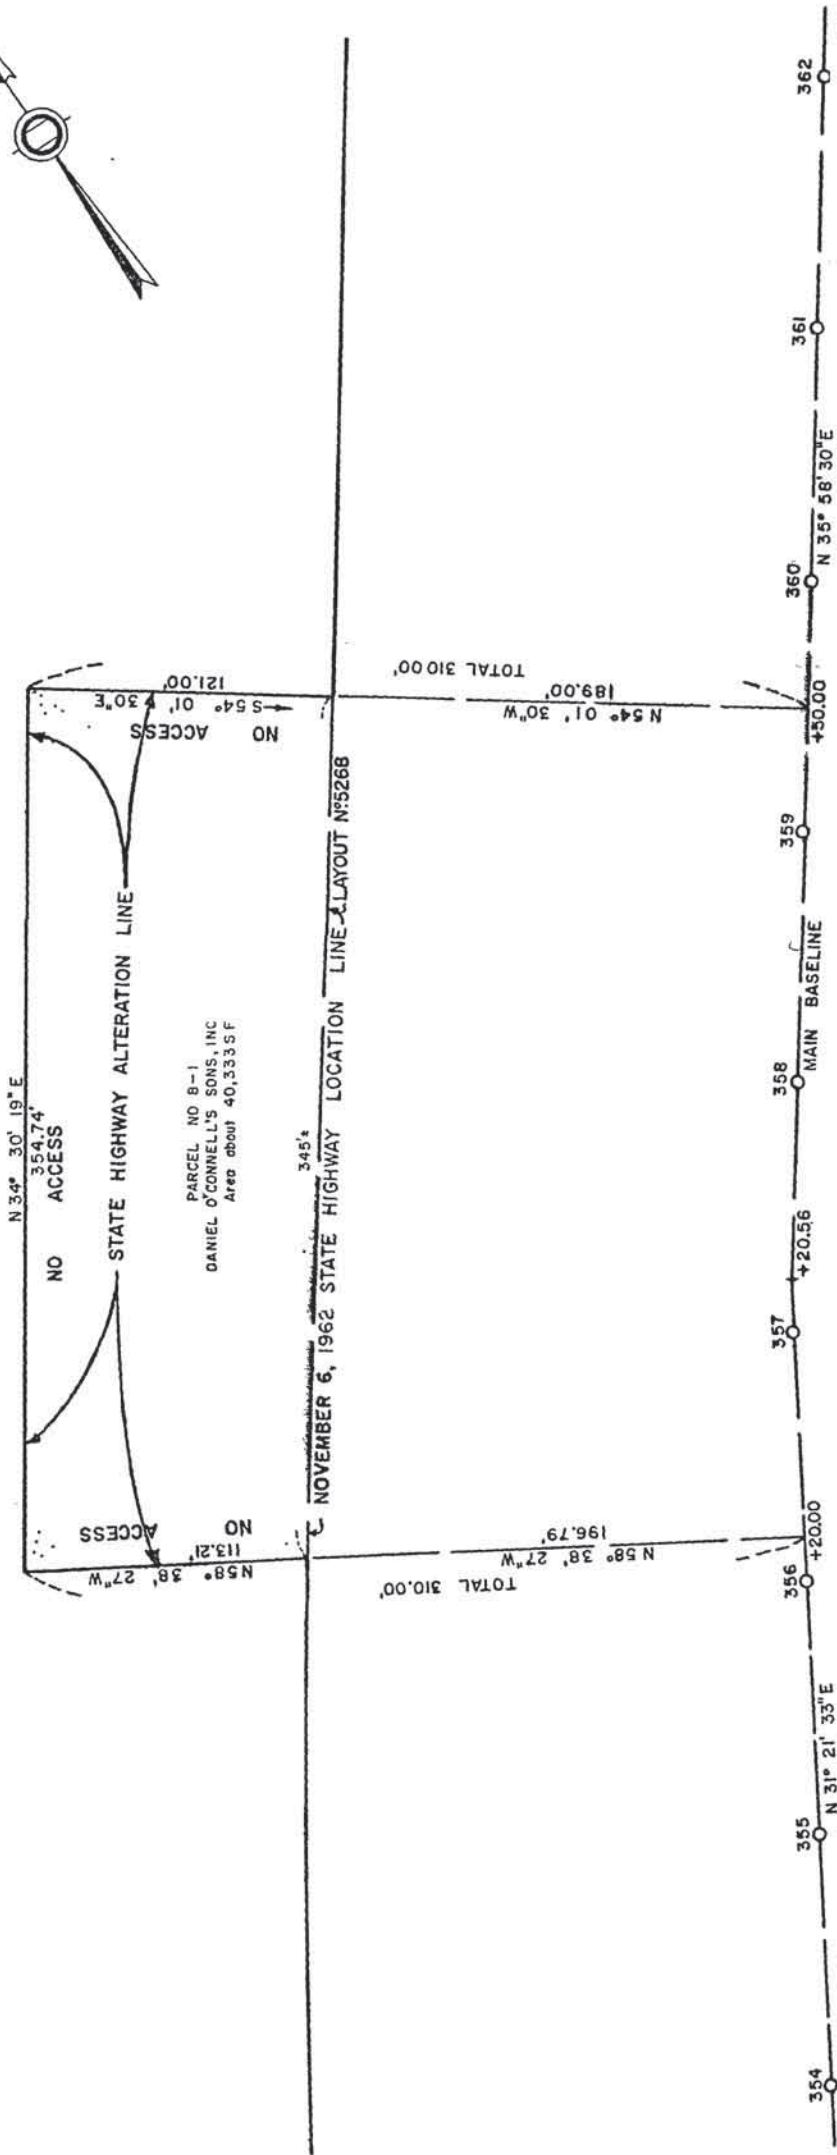 N 34° 30' 19" E
354.74'
NO ACCESS
STATE HIGHWAY ALTERATION LINE
PARCEL NO 8-1
DANIEL O'CONNELL'S SONS, INC
Area about 40,333 S F
NO ACCESS
N 58° 38' 27" W
113.21'
NO ACCESS
S 54° 01' 30" E
121.00'
345'±
NOVEMBER 6, 1962 STATE HIGHWAY LOCATION LINE LAYOUT Nº 5268
TOTAL 310.00'
N 58° 38' 27" W
196.79'
TOTAL 310 00'
N 54° 01' 30" W
189.00'
354
355
356
+20.00
357
+20.56
358
359
+50.00
360
361
362
N 31° 21' 33" E
MAIN BASELINE
N 35° 58' 30" E